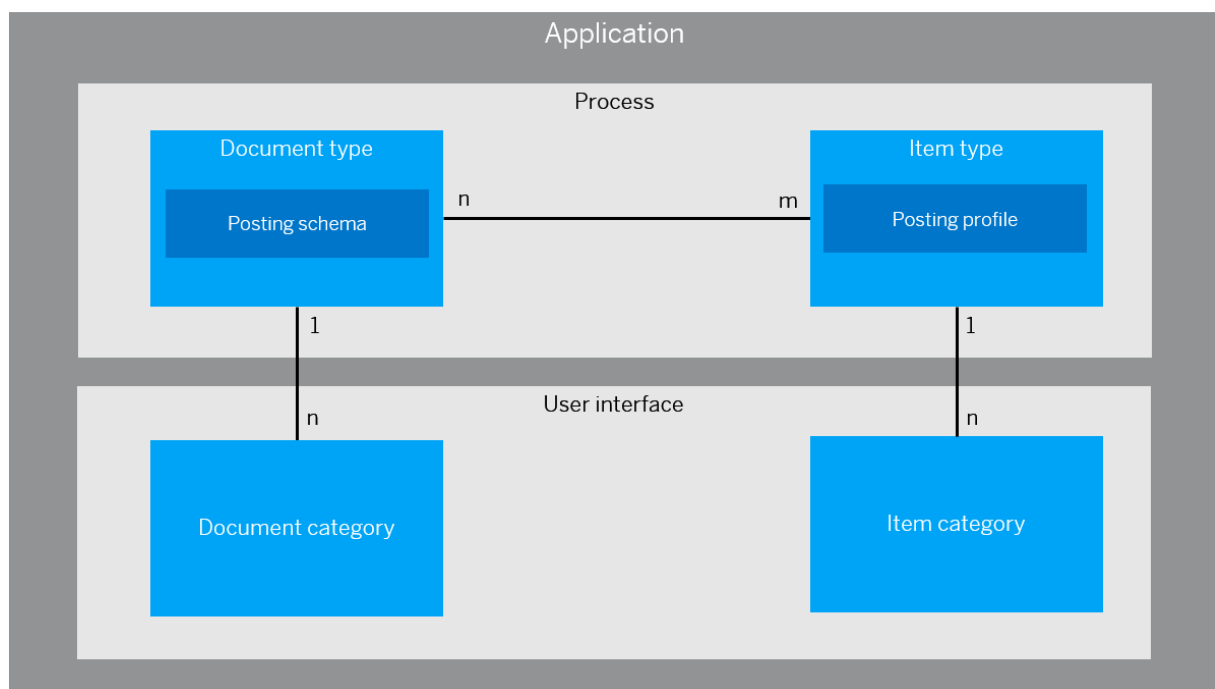 Application
Process
Document type
Item type
Posting schema
Posting profile
n
m
1
1
User interface
n
n
Document category
Item category